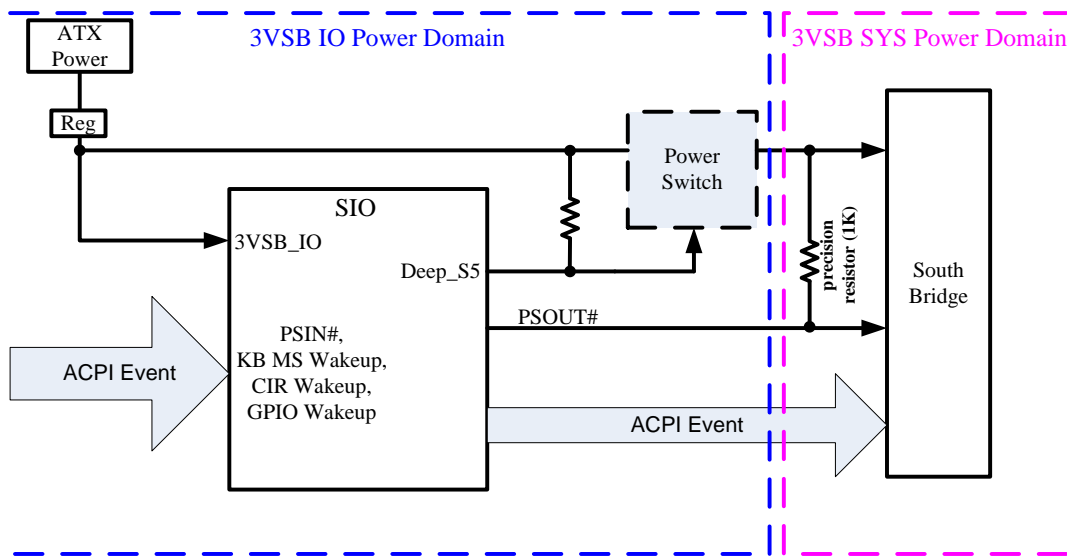 ATX
Power
3VSB IO Power Domain
3VSB SYS Power Domain
Reg
Power
Switch
SIO
3VSB_IO
Deep_S5
precision
resistor (1K)
South
Bridge
PSOUT#
PSIN#,
KB MS Wakeup,
CIR Wakeup,
GPIO Wakeup
ACPI Event
ACPI Event